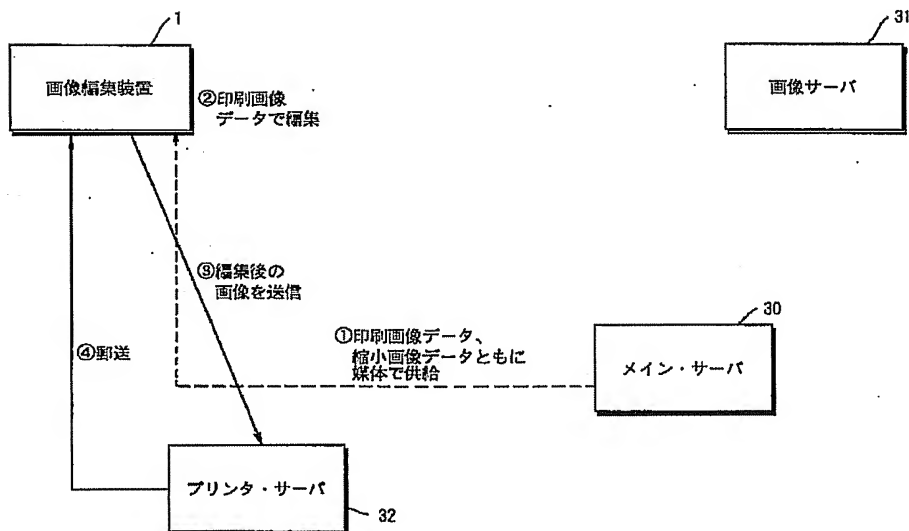 1
画像編集装置
31
画像サーバ
②印刷画像
データで編集
③編集後の
画像を送信
①印刷画像データ、
縮小画像データともに
媒体で供給
④郵送
30
メイン・サーバ
プリンタ・サーバ
32